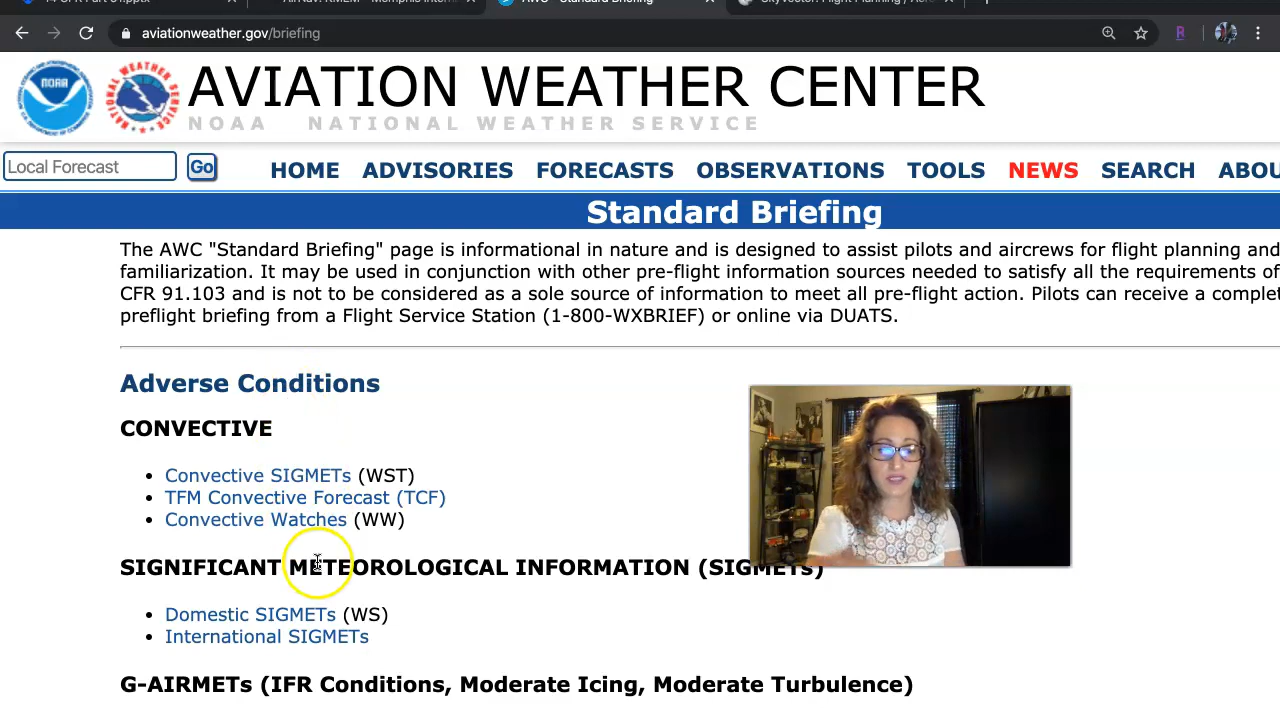 AWC - Standard Briefing
aviationweather.gov/briefing
NOAA
AVIATION WEATHER CENTER
NOAA NATIONAL WEATHER SERVICE
Local Forecast
Go
HOME ADVISORIES FORECASTS OBSERVATIONS TOOLS NEWS SEARCH ABOU
Standard Briefing
The AWC "Standard Briefing" page is informational in nature and is designed to assist pilots and aircrews for flight planning and
familiarization. It may be used in conjunction with other pre-flight information sources needed to satisfy all the requirements of
CFR 91.103 and is not to be considered as a sole source of information to meet all pre-flight action. Pilots can receive a complet
preflight briefing from a Flight Service Station (1-800-WXBRIEF) or online via DUATS.
Adverse Conditions
CONVECTIVE
Convective SIGMETs (WST)
TFM Convective Forecast (TCF)
Convective Watches (WW)
SIGNIFICANT METEOROLOGICAL INFORMATION (SIGMETs)
Domestic SIGMETs (WS)
International SIGMETs
G-AIRMETs (IFR Conditions, Moderate Icing, Moderate Turbulence)